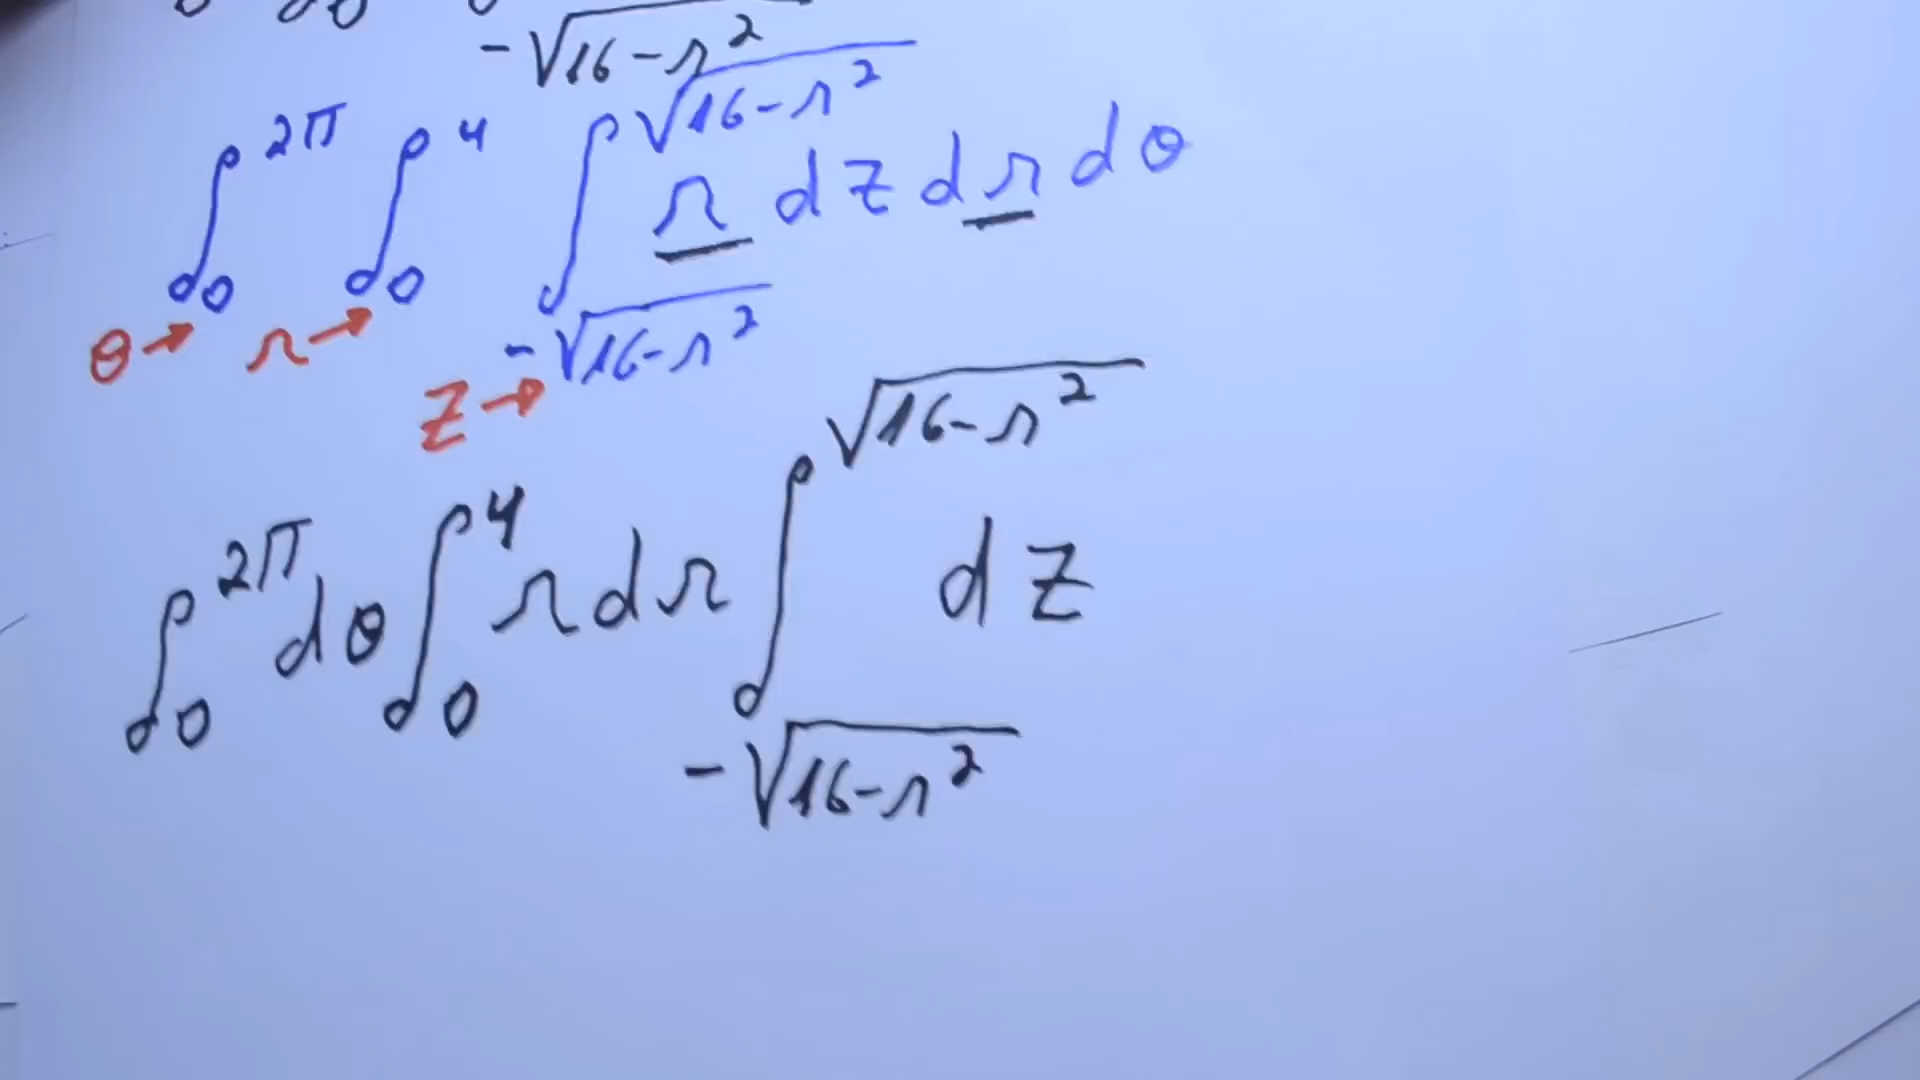 -√16-r²
∫₀^2π ∫₀^4 ∫_{-√16-r²}^{√16-r²} r dz dr dθ
θ→ r→ z→
∫₀^2π dθ ∫₀^4 r dr ∫_{-√16-r²}^{√16-r²} dz